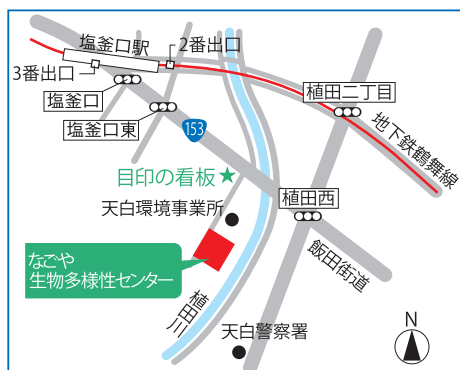 塩釜口駅
2番出口
3番出口
塩釜口
塩釜口東
153
植田二丁目
地下鉄鶴舞線
目印の看板
天白環境事業所
植田西
飯田街道
なごや
生物多様性センター
植田川
天白警察署
N